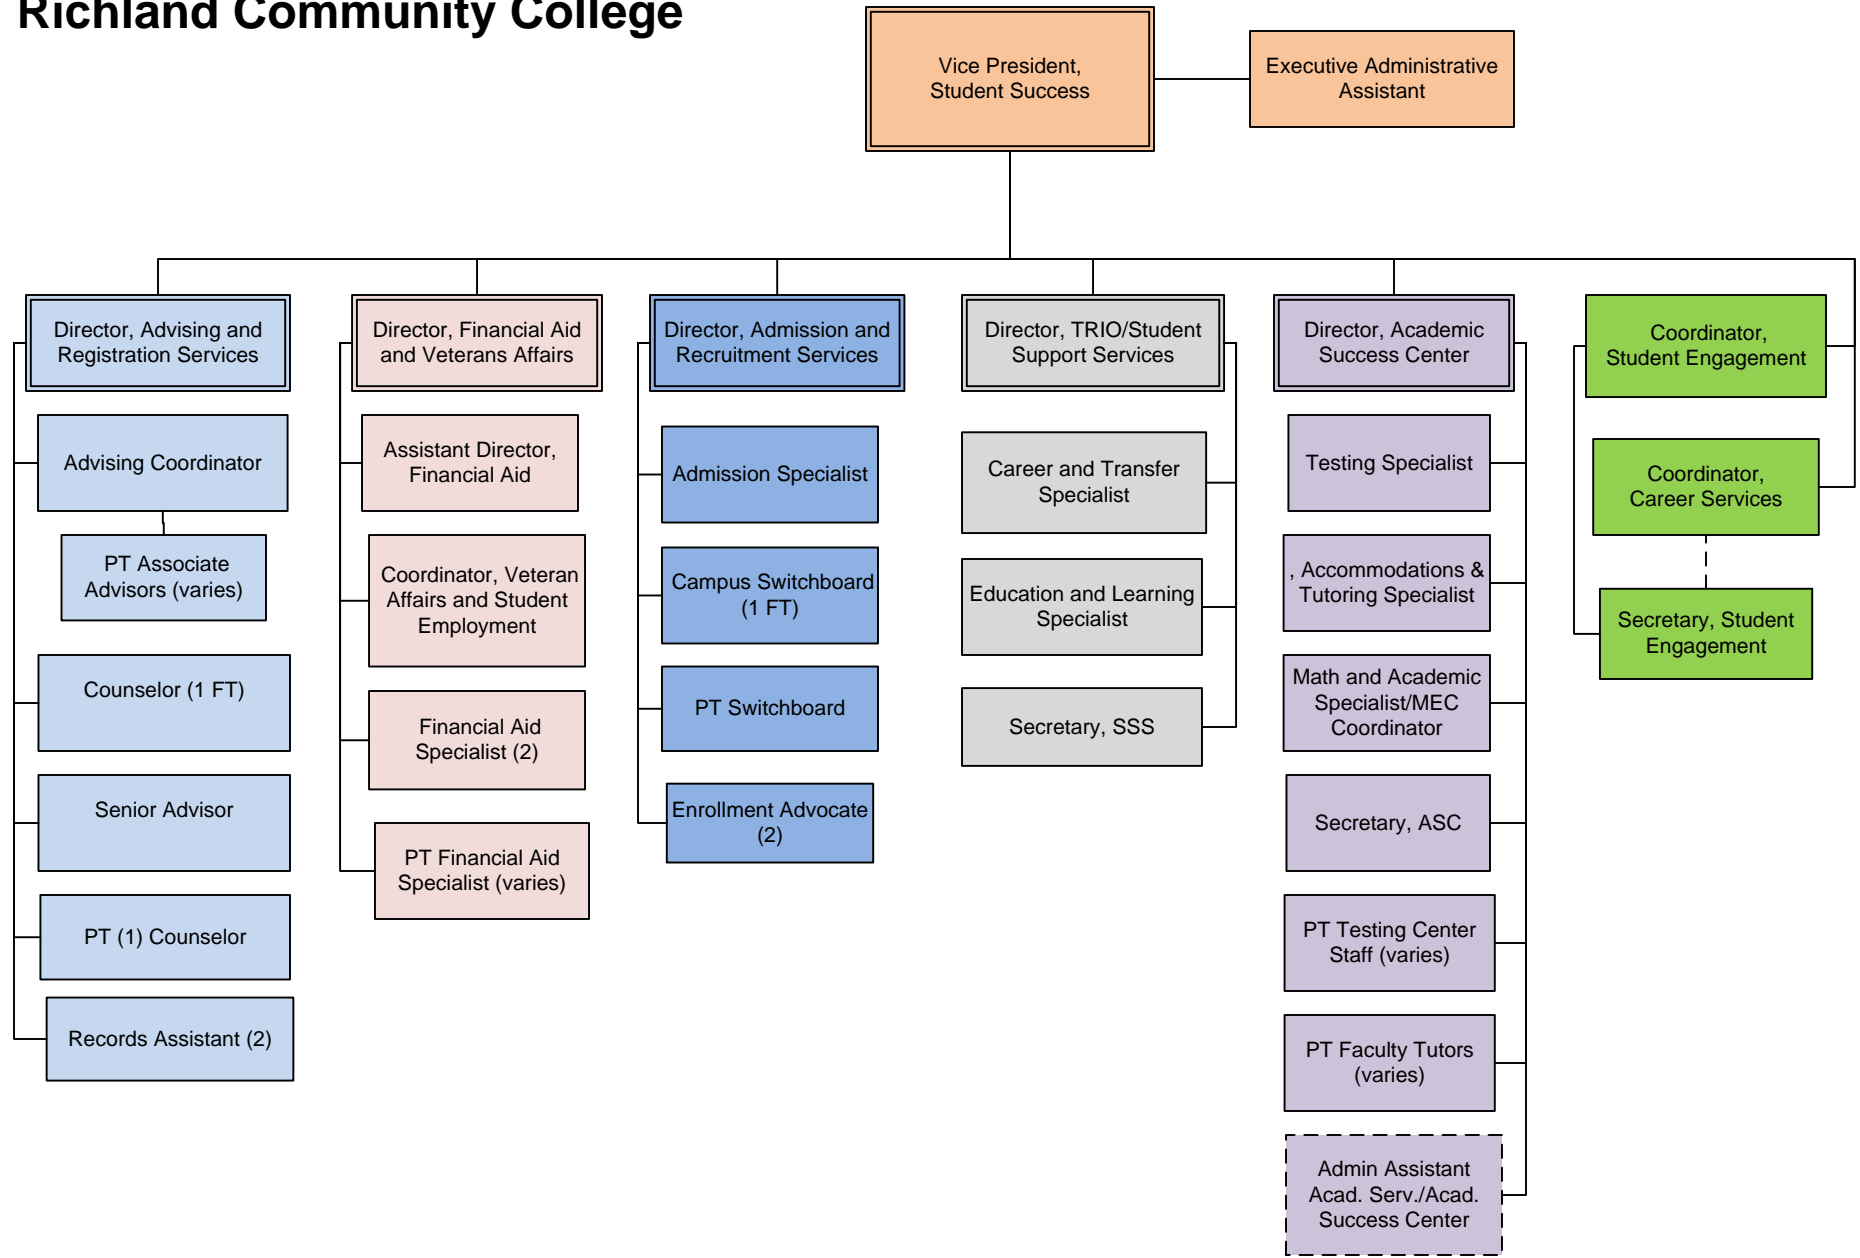 Richland Community College
Vice President,
Student Success
Executive Administrative
Assistant
Director, Advising and
Registration Services
Advising Coordinator
PT Associate
Advisors (varies)
Counselor (1 FT)
Senior Advisor
PT (1) Counselor
Records Assistant (2)
Director, Financial Aid
and Veterans Affairs
Assistant Director,
Financial Aid
Coordinator, Veteran
Affairs and Student
Employment
Financial Aid
Specialist (2)
PT Financial Aid
Specialist (varies)
Director, Admission and
Recruitment Services
Admission Specialist
Campus Switchboard
(1 FT)
PT Switchboard
Enrollment Advocate
(2)
Director, TRIO/Student
Support Services
Career and Transfer
Specialist
Education and Learning
Specialist
Secretary, SSS
Director, Academic
Success Center
Testing Specialist
, Accommodations &
Tutoring Specialist
Math and Academic
Specialist/MEC
Coordinator
Secretary, ASC
PT Testing Center
Staff (varies)
PT Faculty Tutors
(varies)
Admin Assistant
Acad. Serv./Acad.
Success Center
Coordinator,
Student Engagement
Coordinator,
Career Services
Secretary, Student
Engagement